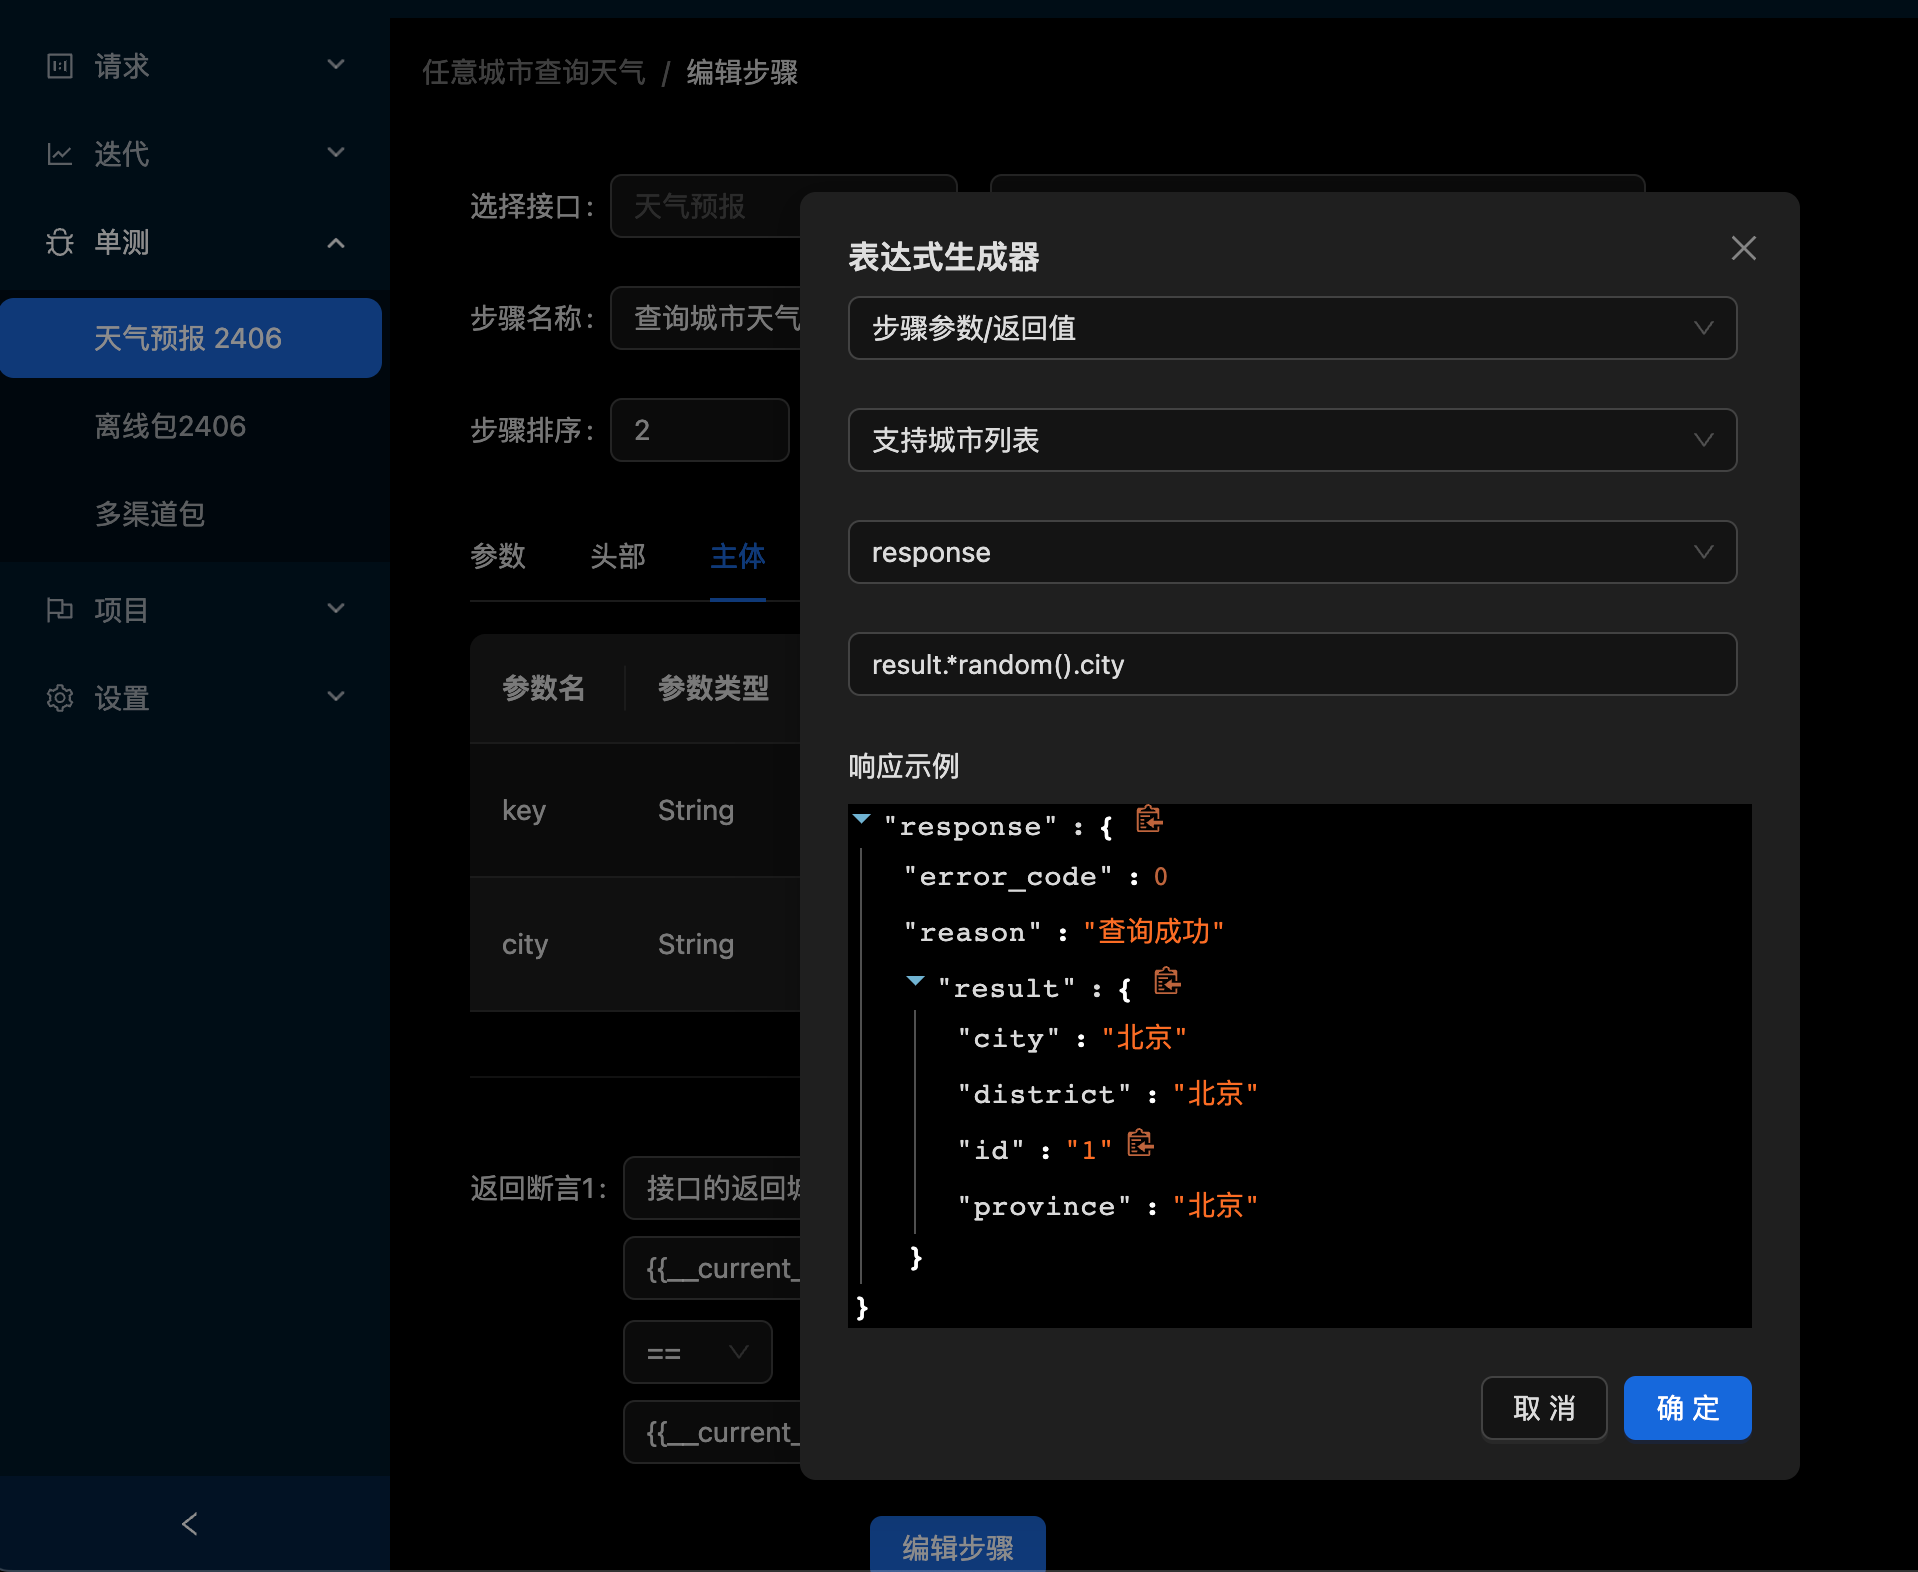 请求
迭代
单测
天气预报 2406
离线包2406
多渠道包
项目
设置
任意城市查询天气 / 编辑步骤
选择接口：
天气预报
步骤名称：
查询城市天气
步骤排序：
2
参数 头部 主体
参数名 参数类型
key String
city String
返回断言1：
接口的返回
{{__current_
==
{{__current_
编辑步骤
表达式生成器
步骤参数/返回值
支持城市列表
response
result.*random().city
响应示例
"response" : {
"error_code" : 0
"reason" : "查询成功"
"result" : {
"city" : "北京"
"district" : "北京"
"id" : "1"
"province" : "北京"
}
}
取 消
确 定